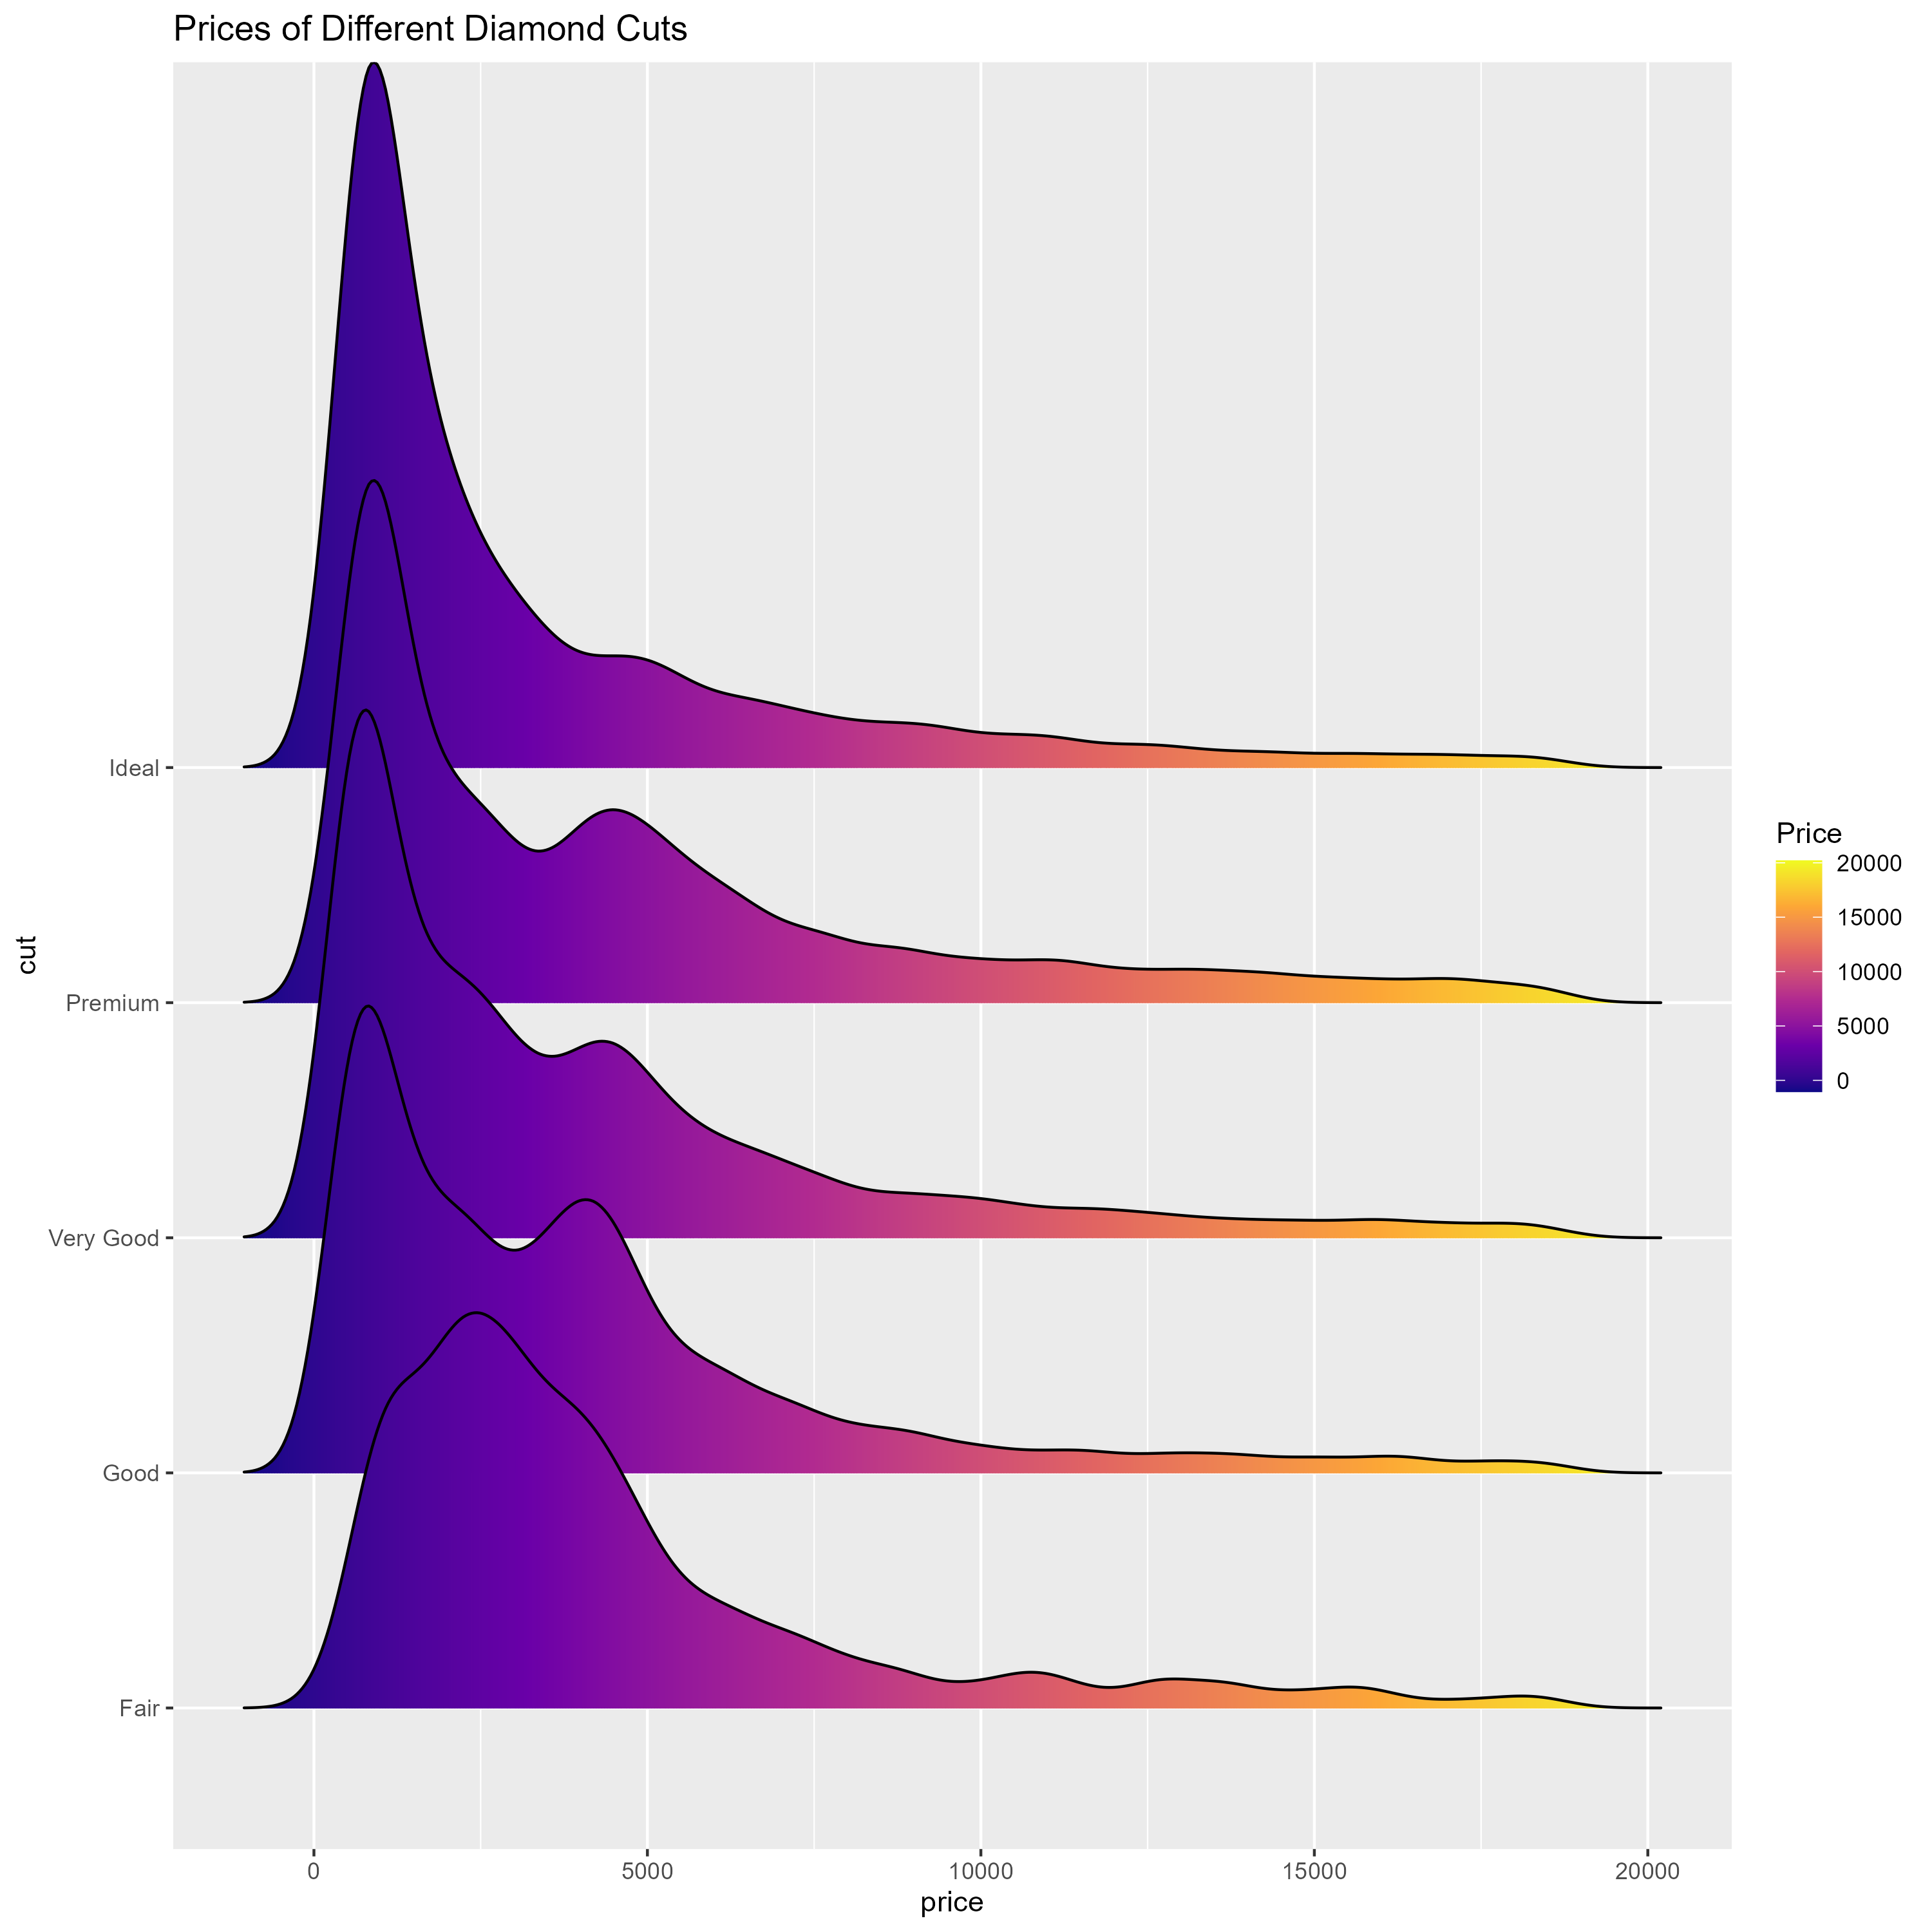 Prices of Different Diamond Cuts
cut
Ideal
Premium
Very Good
Good
Fair
0 5000 10000 15000 20000
price
Price
20000
15000
10000
5000
0